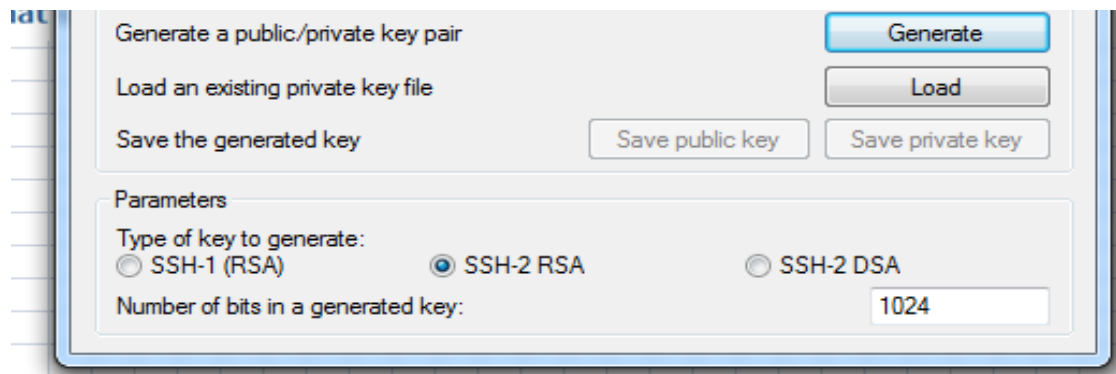 Generate a public/private key pair Generate
Load an existing private key file Load
Save the generated key Save public key Save private key
Parameters
Type of key to generate:
SSH-1 (RSA) SSH-2 RSA SSH-2 DSA
Number of bits in a generated key: 1024